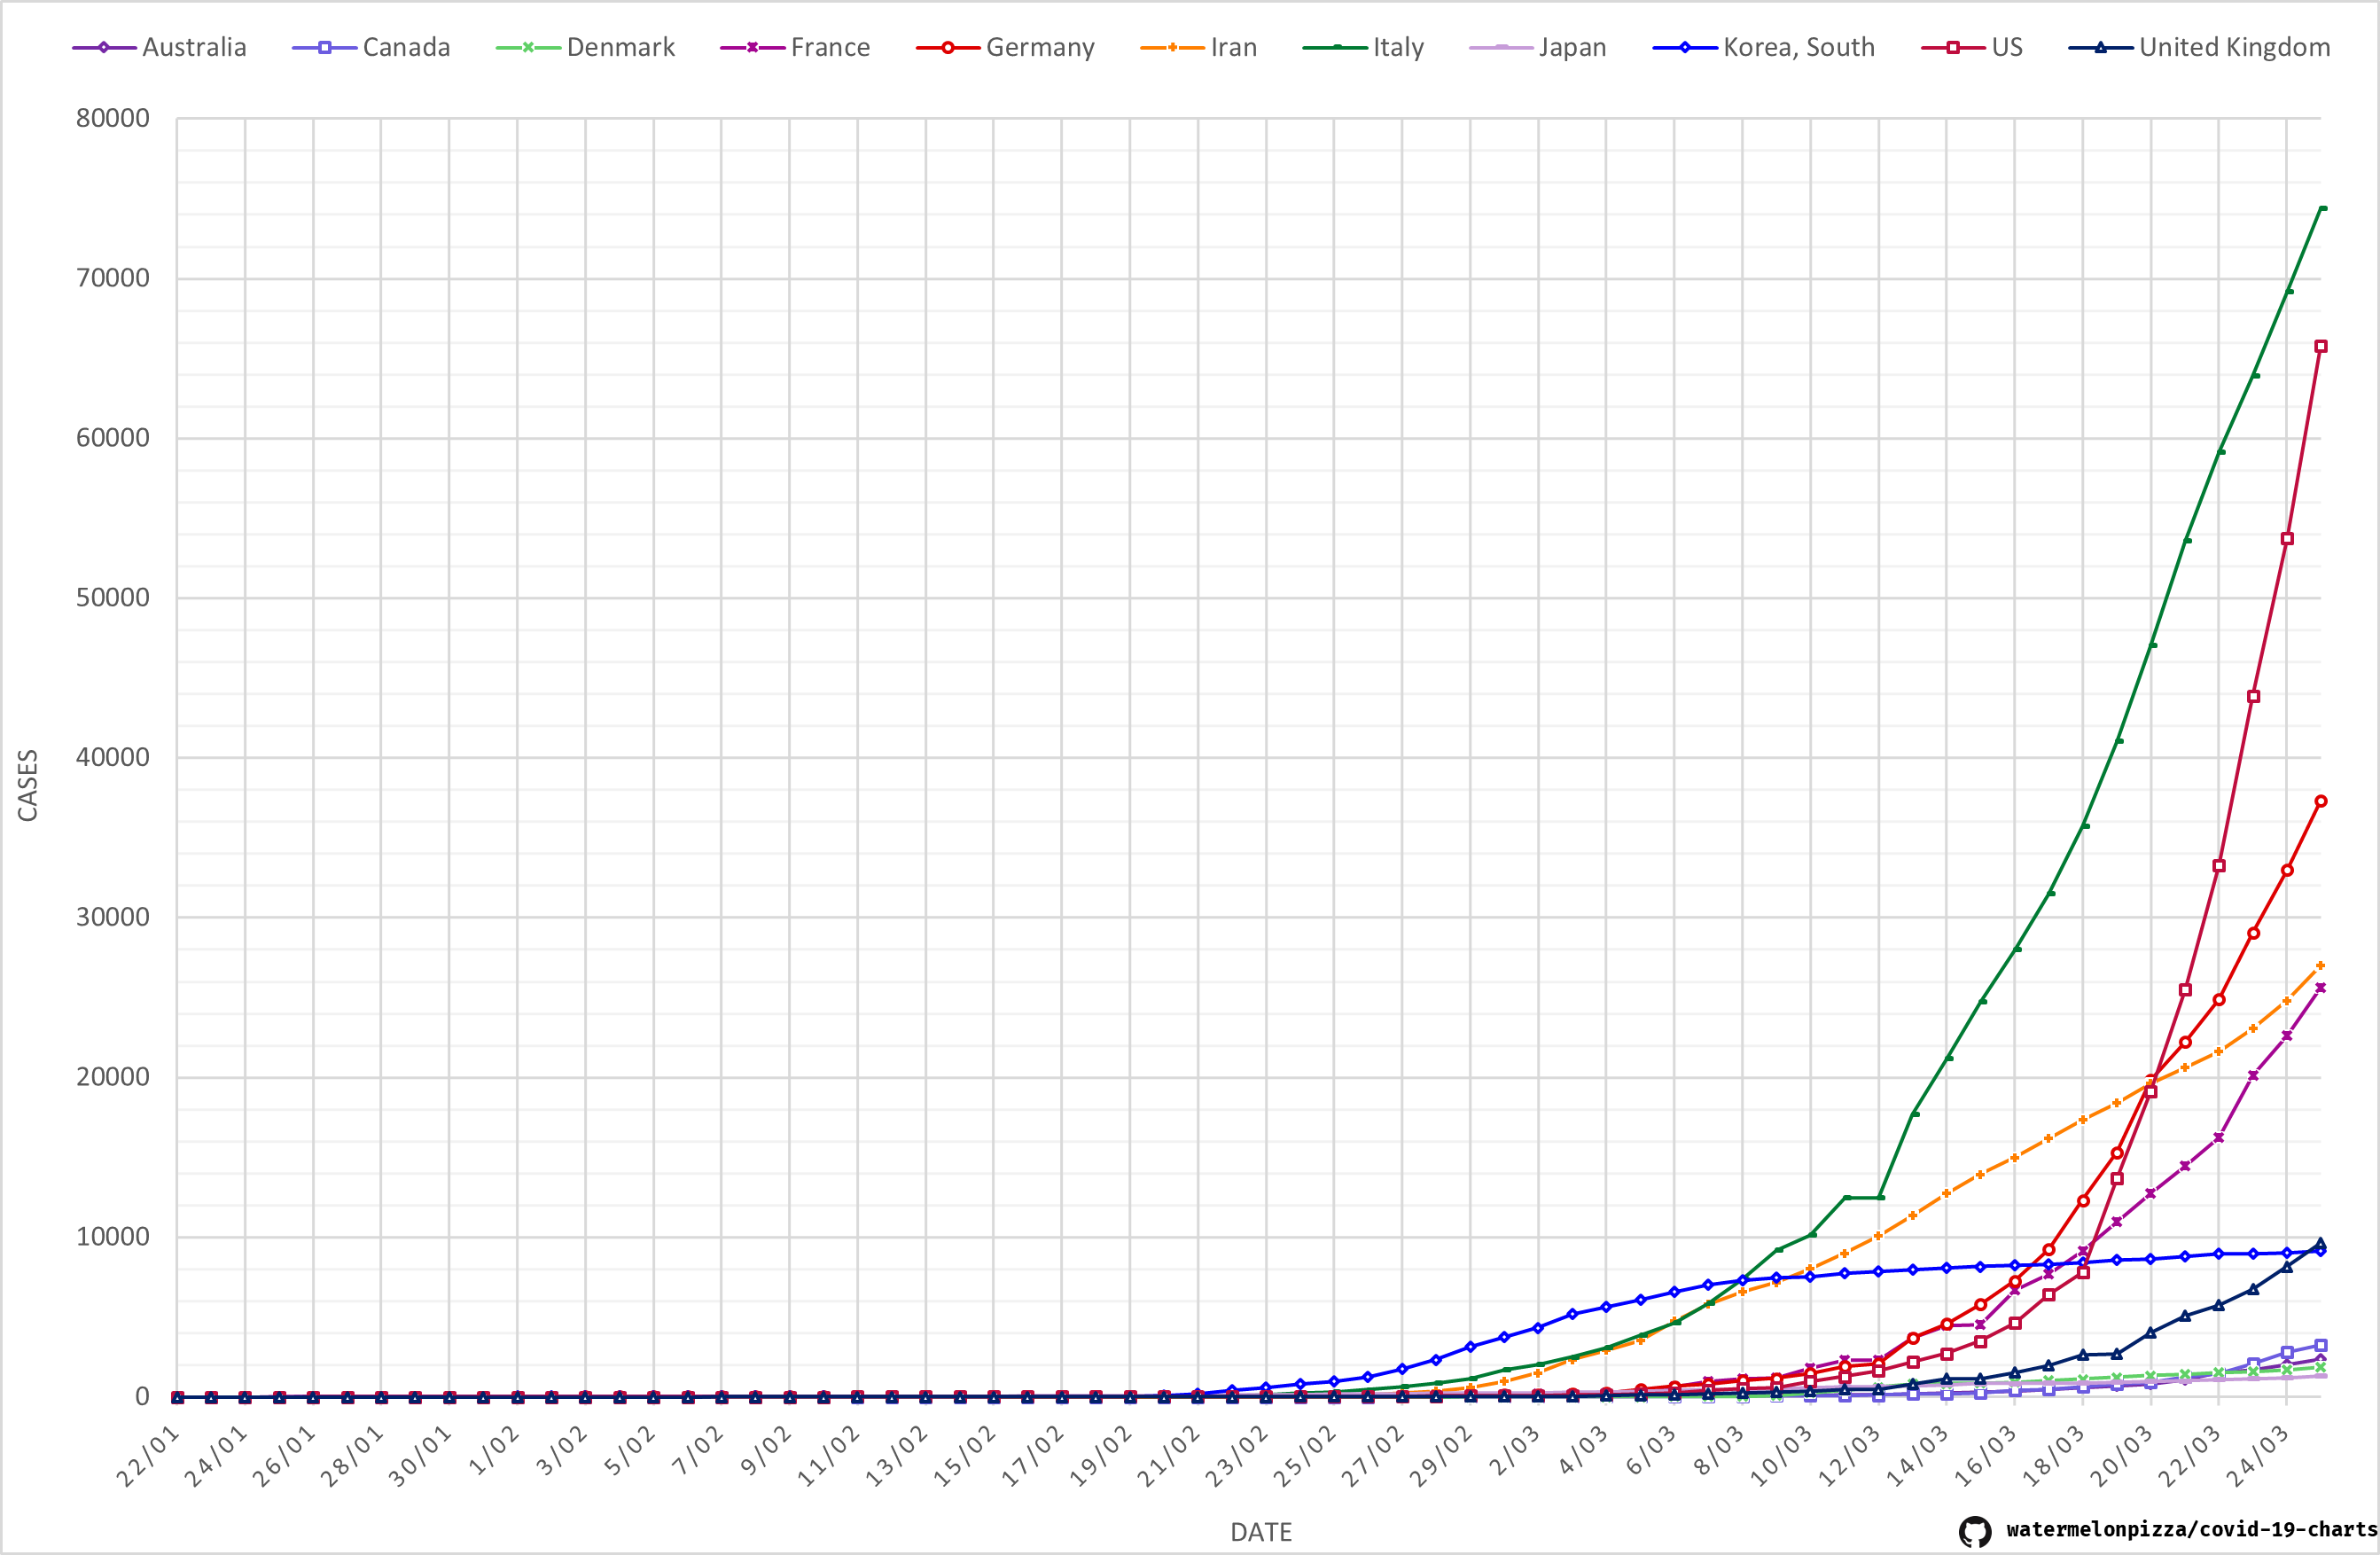 Australia Canada Denmark France Germany Iran Italy Japan Korea, South US United Kingdom
80000
70000
60000
50000
40000
30000
20000
10000
0
CASES
22/01 24/01 26/01 28/01 30/01 1/02 3/02 5/02 7/02 9/02 11/02 13/02 15/02 17/02 19/02 21/02 23/02 25/02 27/02 29/02 2/03 4/03 6/03 8/03 10/03 12/03 14/03 16/03 18/03 20/03 22/03 24/03
DATE
watermelonpizza/covid-19-charts